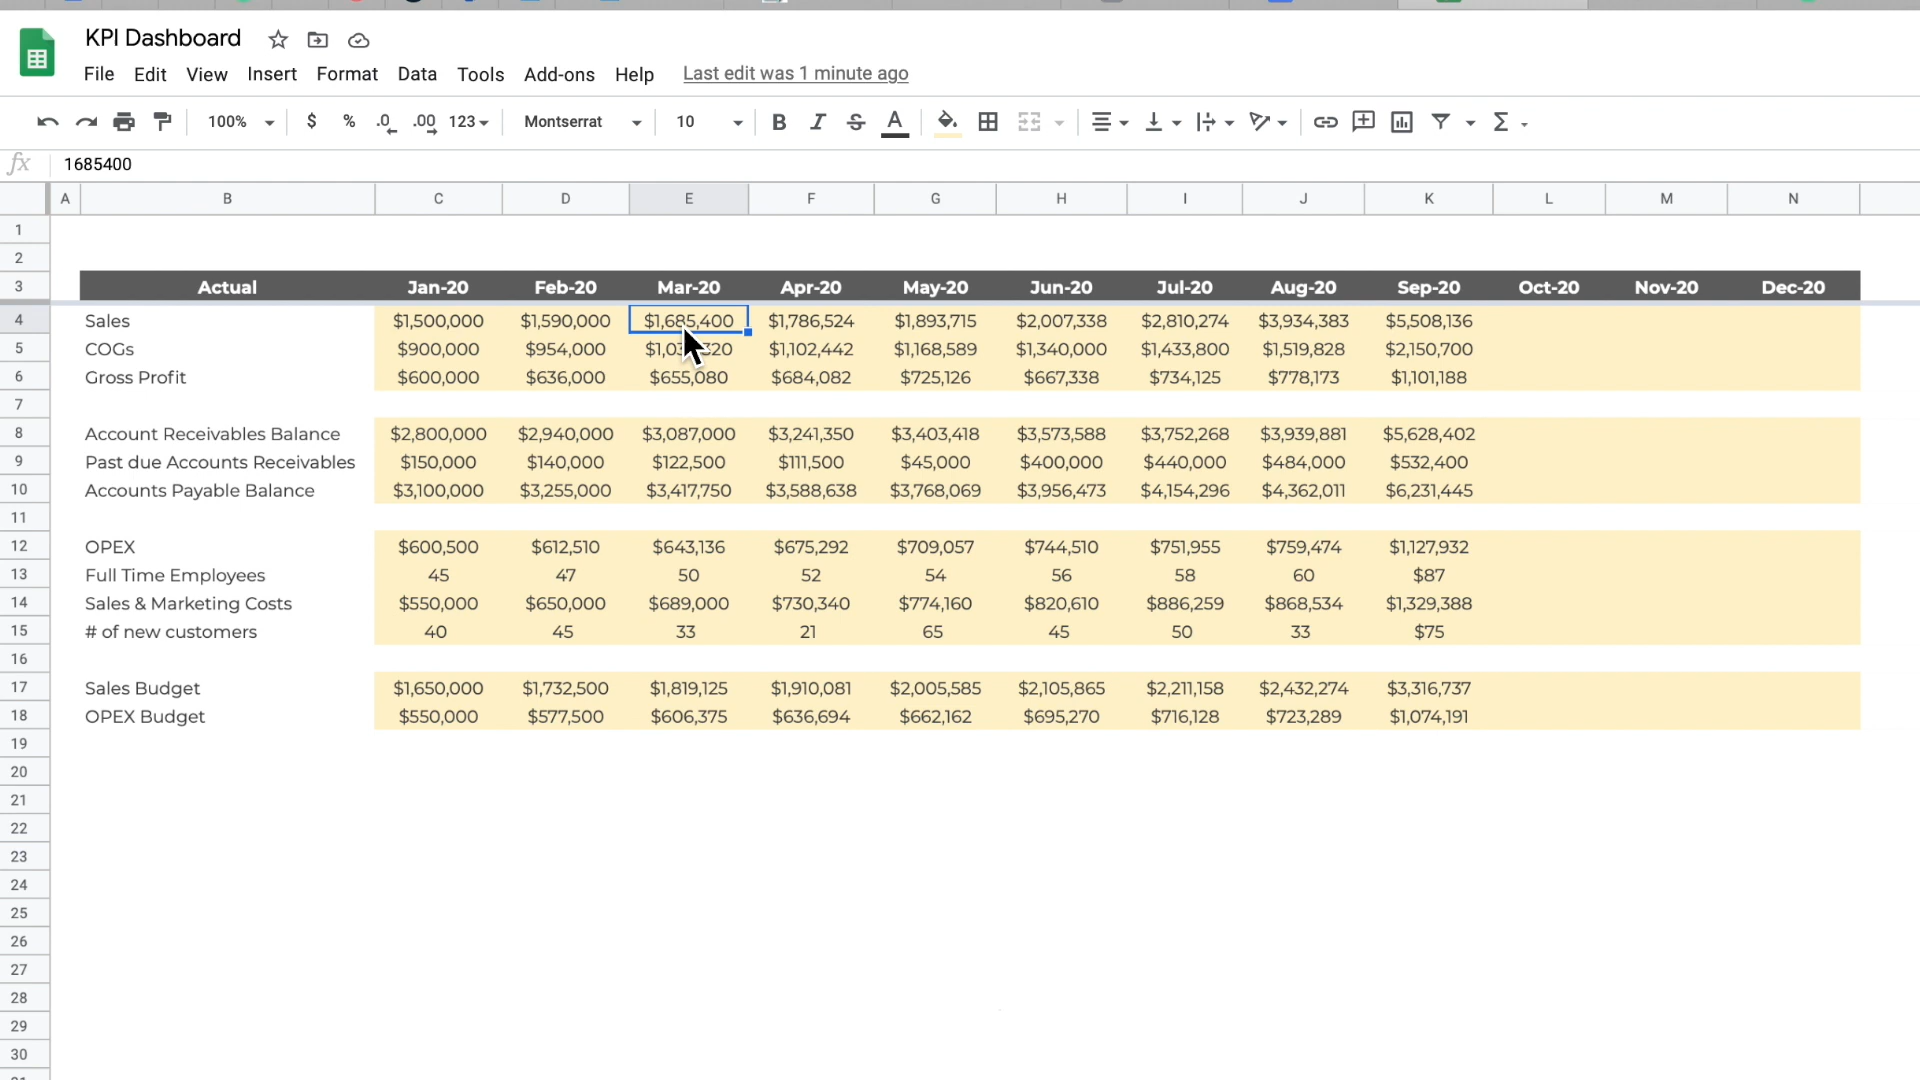 KPI Dashboard
File Edit View Insert Format Data Tools Add-ons Help Last edit was 1 minute ago
100% $ % .0 .00 123 Montserrat 10 B I S A Σ
fx 1685400
A B C D E F G H I J K L M N
1
2
3 Actual Jan-20 Feb-20 Mar-20 Apr-20 May-20 Jun-20 Jul-20 Aug-20 Sep-20 Oct-20 Nov-20 Dec-20
4 Sales $1,500,000 $1,590,000 $1,685,400 $1,786,524 $1,893,715 $2,007,338 $2,810,274 $3,934,383 $5,508,136
5 COGs $900,000 $954,000 $1,102,442 $1,168,589 $1,340,000 $1,433,800 $1,519,828 $2,150,700
6 Gross Profit $600,000 $636,000 $655,080 $684,082 $725,126 $667,338 $734,125 $778,173 $1,101,188
7
8 Account Receivables Balance $2,800,000 $2,940,000 $3,087,000 $3,241,350 $3,403,418 $3,573,588 $3,752,268 $3,939,881 $5,628,402
9 Past due Accounts Receivables $150,000 $140,000 $122,500 $111,500 $45,000 $400,000 $440,000 $484,000 $532,400
10 Accounts Payable Balance $3,100,000 $3,255,000 $3,417,750 $3,588,638 $3,768,069 $3,956,473 $4,154,296 $4,362,011 $6,231,445
11
12 OPEX $600,500 $612,510 $643,136 $675,292 $709,057 $744,510 $751,955 $759,474 $1,127,932
13 Full Time Employees 45 47 50 52 54 56 58 60 $87
14 Sales & Marketing Costs $550,000 $650,000 $689,000 $730,340 $774,160 $820,610 $886,259 $868,534 $1,329,388
15 # of new customers 40 45 33 21 65 45 50 33 $75
16
17 Sales Budget $1,650,000 $1,732,500 $1,819,125 $1,910,081 $2,005,585 $2,105,865 $2,211,158 $2,432,274 $3,316,737
18 OPEX Budget $550,000 $577,500 $606,375 $636,694 $662,162 $695,270 $716,128 $723,289 $1,074,191
19
20
21
22
23
24
25
26
27
28
29
30